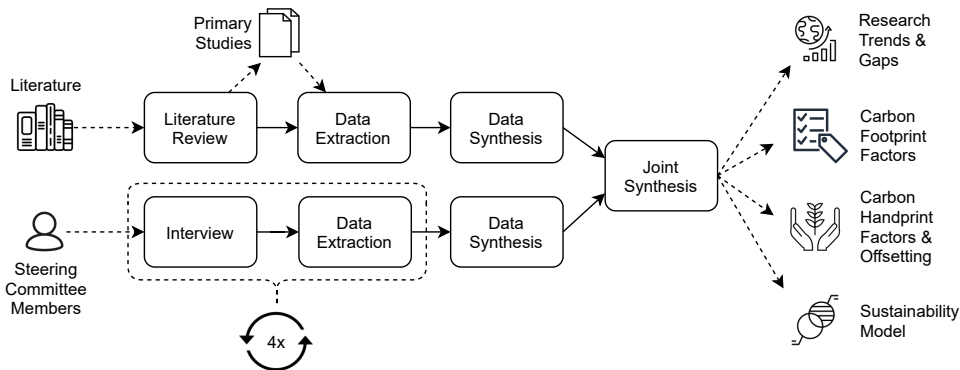 Primary
Studies
Research
Trends &
Gaps
Literature
Literature
Review
Data
Extraction
Data
Synthesis
Carbon
Footprint
Factors
Joint
Synthesis
Interview
Data
Extraction
Data
Synthesis
Carbon
Handprint
Factors &
Offsetting
Steering
Committee
Members
4x
Sustainability
Model